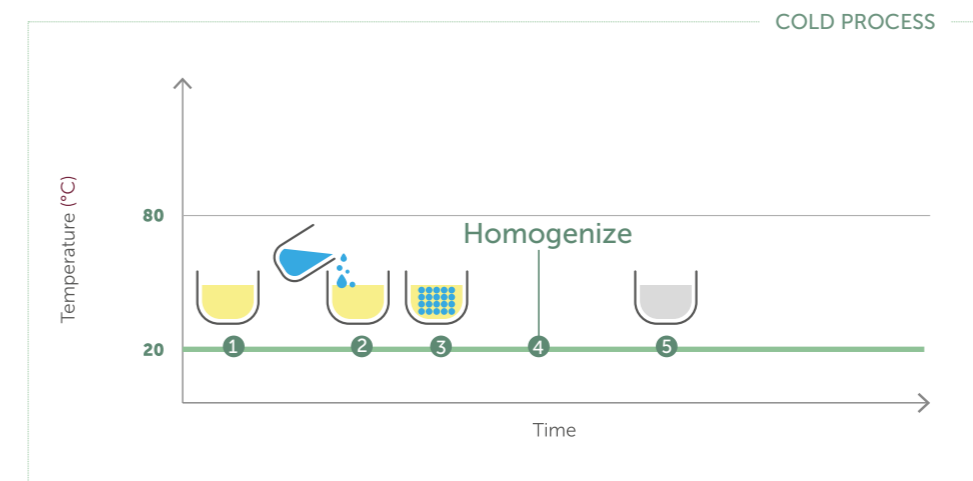 COLD PROCESS
Temperature (°C)
80
Homogenize
20
1 2 3 4 5
Time